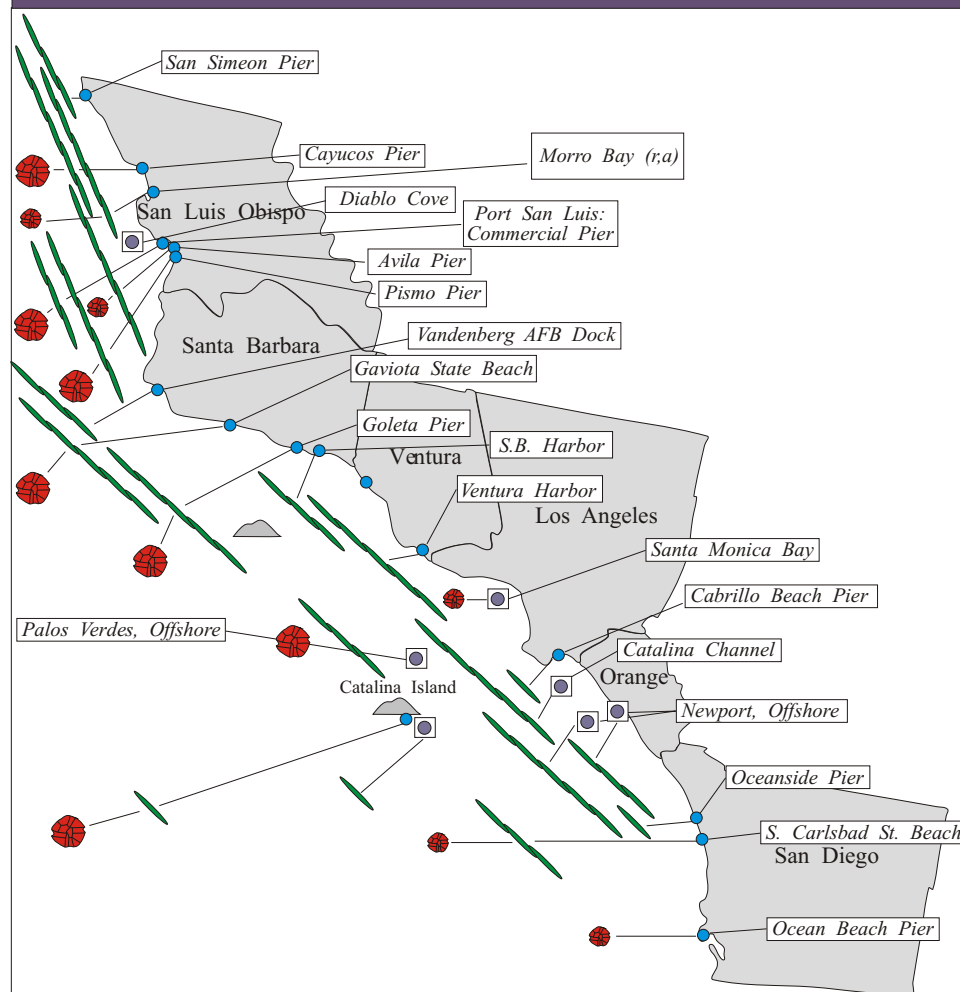 San Simeon Pier
Cayucos Pier
Morro Bay (r,a)
Diablo Cove
San Luis Obispo
Port San Luis:
Commercial Pier
Avila Pier
Pismo Pier
Vandenberg AFB Dock
Santa Barbara
Gaviota State Beach
Goleta Pier
S.B. Harbor
Ventura
Ventura Harbor
Los Angeles
Santa Monica Bay
Cabrillo Beach Pier
Palos Verdes, Offshore
Catalina Channel
Orange
Catalina Island
Newport, Offshore
Oceanside Pier
S. Carlsbad St. Beach
San Diego
Ocean Beach Pier